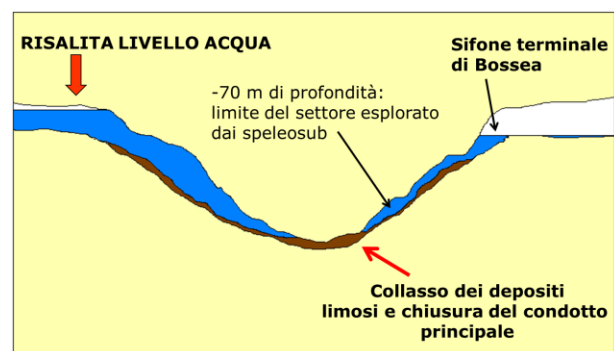 RISALITA LIVELLO ACQUA
Sifone terminale
di Bossea
-70 m di profondità:
limite del settore esplorato
dai speleosub
Collasso dei depositi
limosi e chiusura del condotto
principale